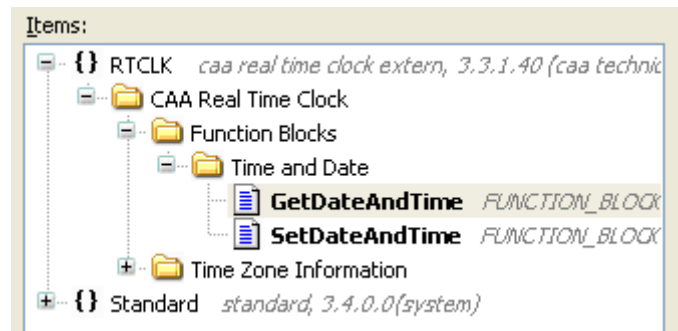 Items:
{} RTCLK caa real time clock extern, 3.3.1.40 (caa technic
CAA Real Time Clock
Function Blocks
Time and Date
GetDateAndTime FUNCTION_BLOCK
SetDateAndTime FUNCTION_BLOCK
Time Zone Information
{} Standard standard, 3.4.0.0(system)